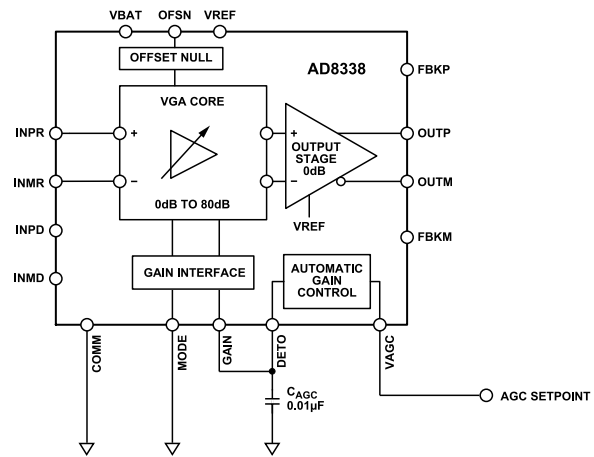 VBAT OFSN VREF
OFFSET NULL
AD8338
FBKP
VGA CORE
INPR
+
+
OUTPUT
STAGE
0dB
OUTP
INMR
–
–
OUTM
0dB TO 80dB
VREF
INPD
FBKM
GAIN INTERFACE
AUTOMATIC
GAIN
CONTROL
INMD
COMM
MODE
GAIN
DETO
VAGC
CAGC
0.01µF
AGC SETPOINT